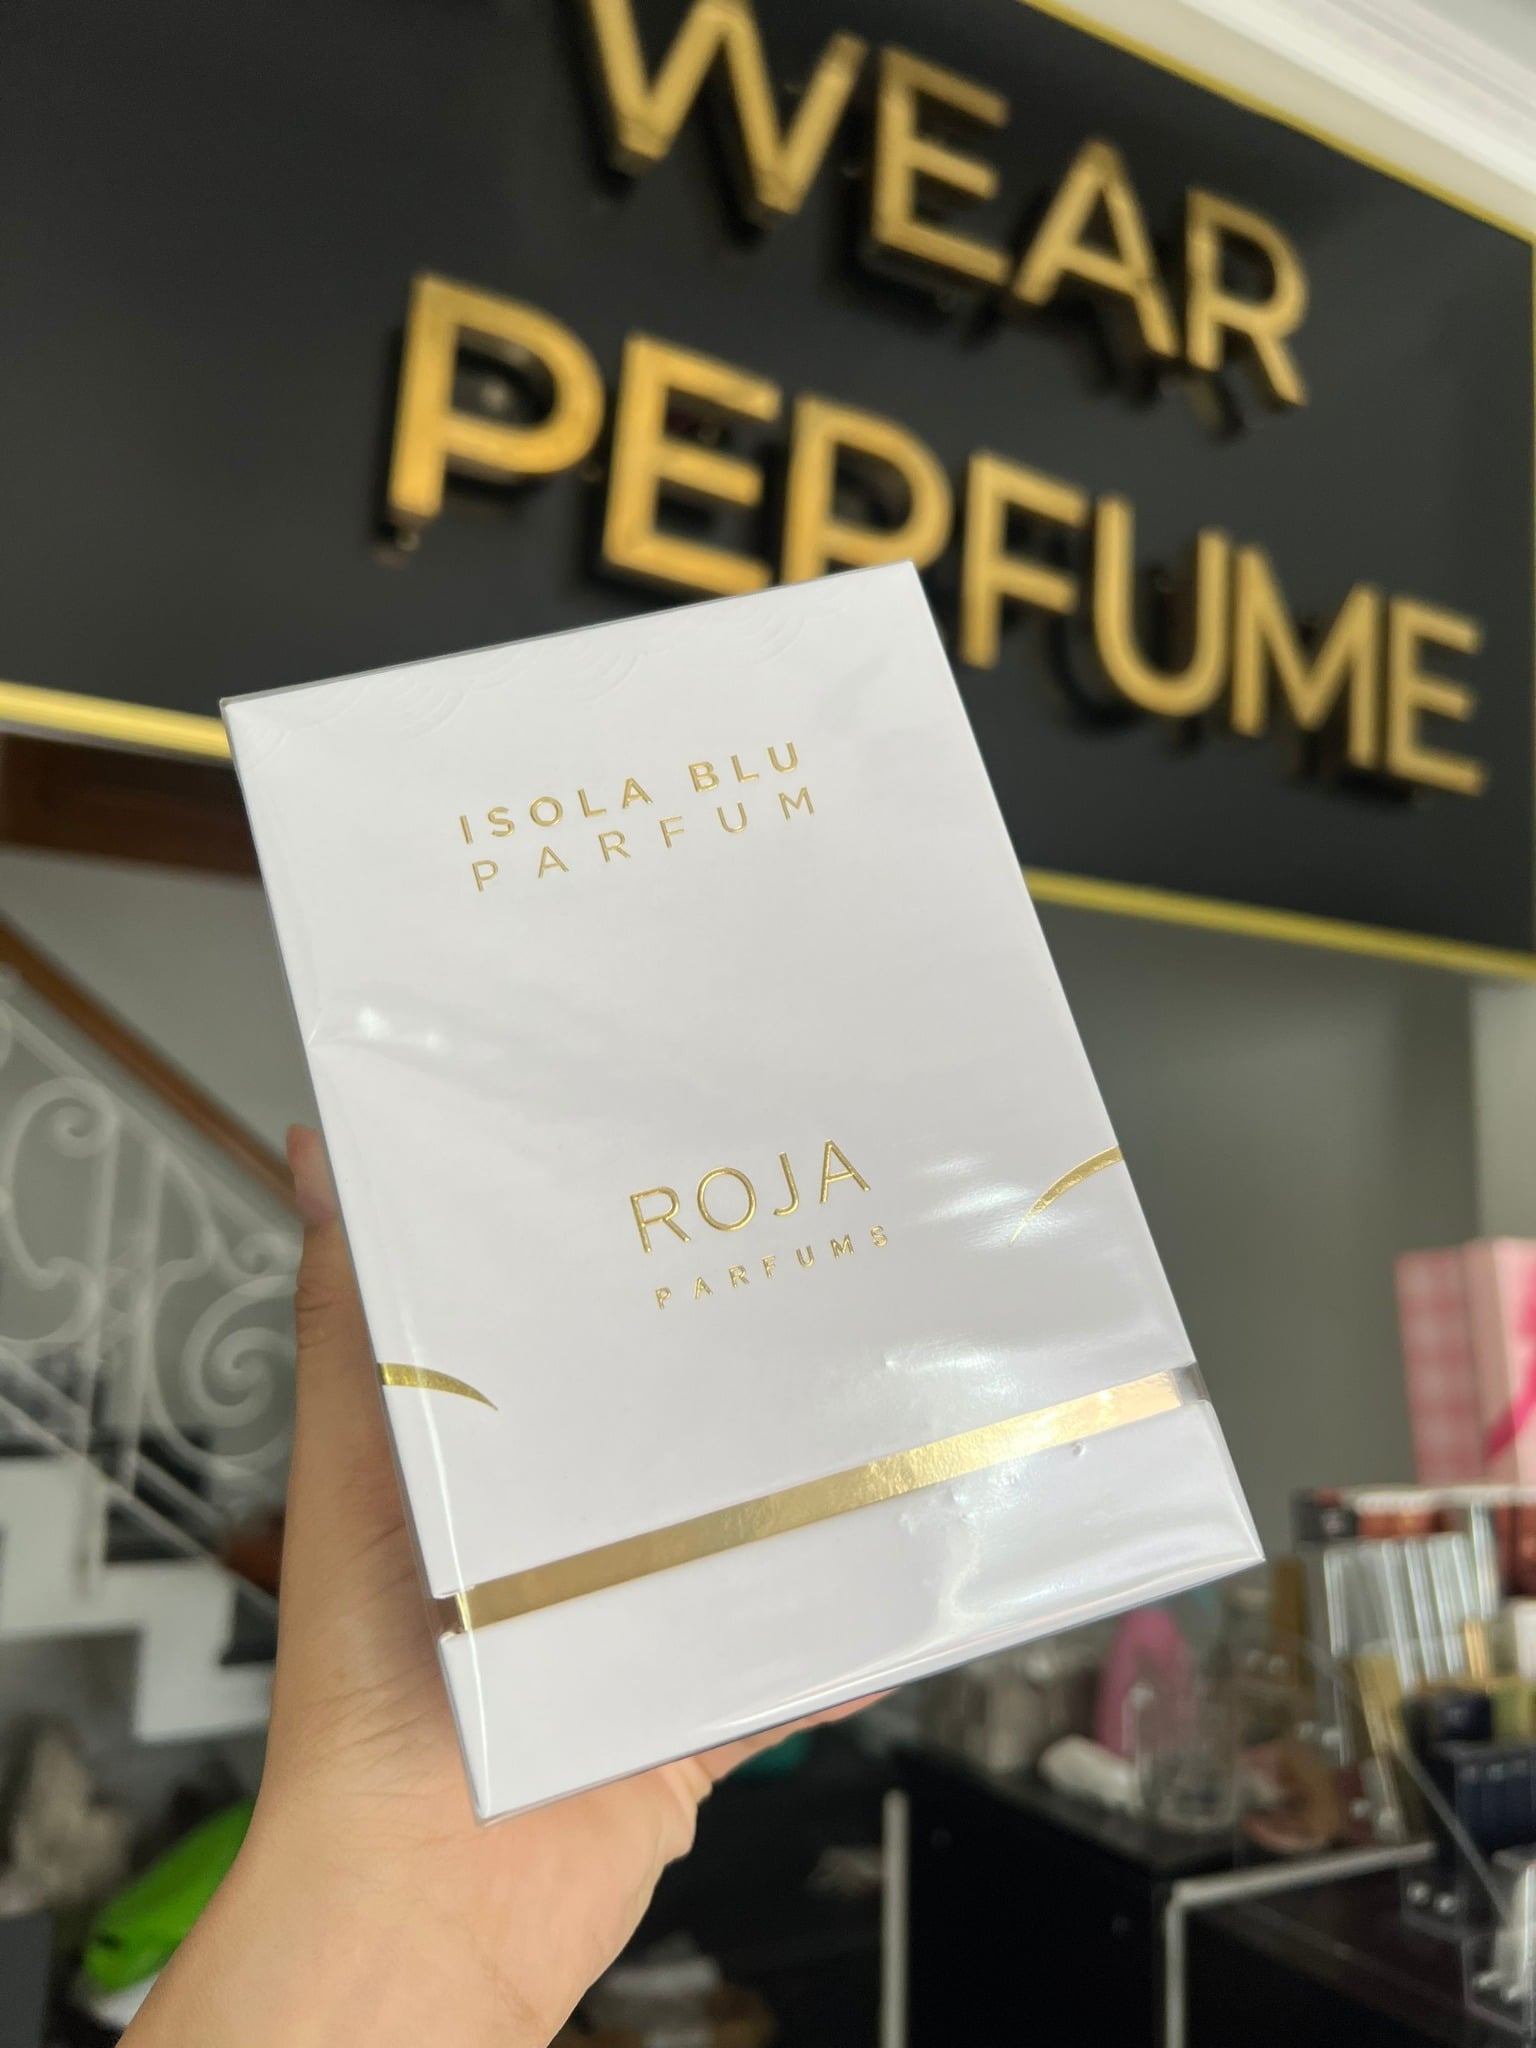 WEAR
PERFUME
ISOLA BLU
PARFUM
ROJA
PARFUMS